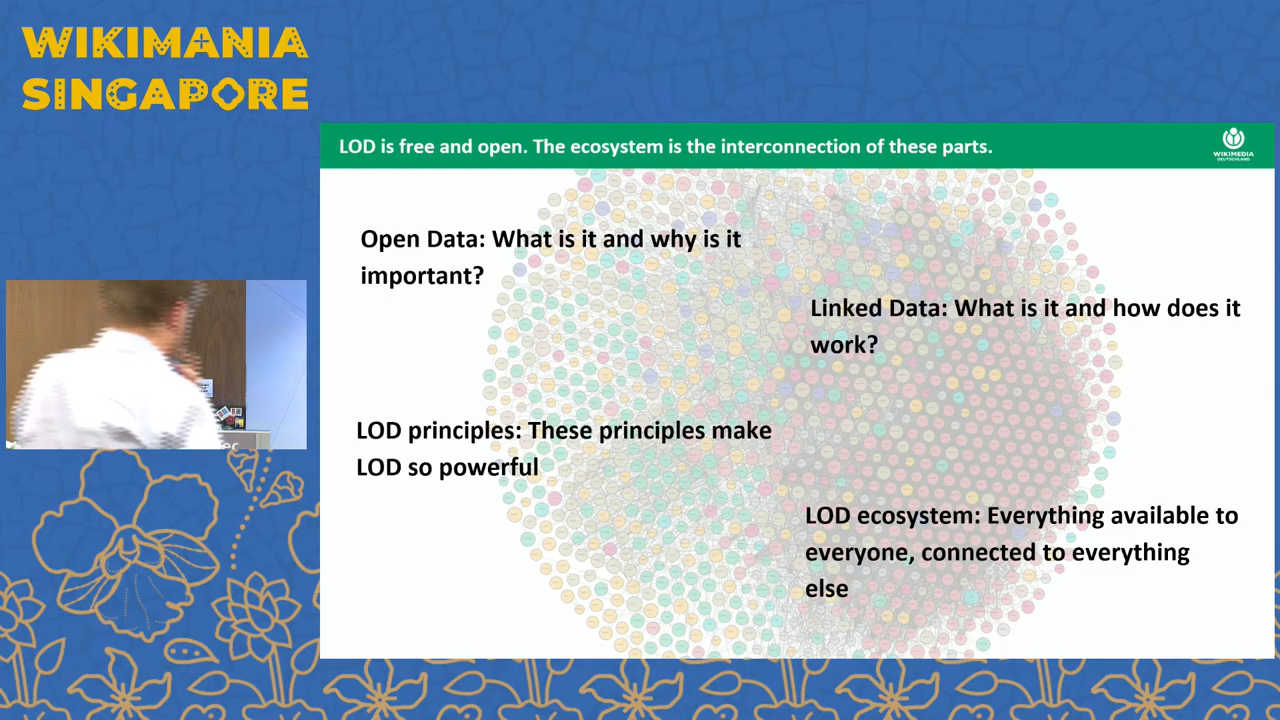 WIKIMANIA
SINGAPORE
LOD is free and open. The ecosystem is the interconnection of these parts.
WIKIMEDIA
DEUTSCHLAND
Open Data: What is it and why is it
important?
Linked Data: What is it and how does it
work?
LOD principles: These principles make
LOD so powerful
LOD ecosystem: Everything available to
everyone, connected to everything
else